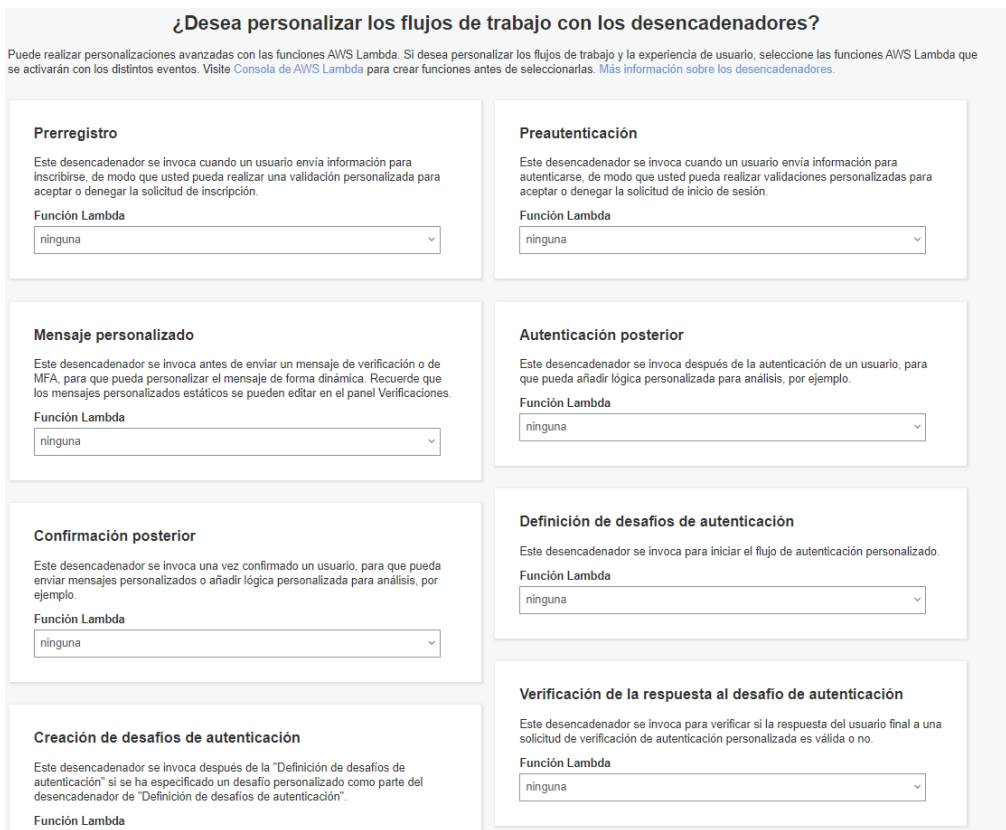 ¿Desea personalizar los flujos de trabajo con los desencadenadores?
Puede realizar personalizaciones avanzadas con las funciones AWS Lambda. Si desea personalizar los flujos de trabajo y la experiencia de usuario, seleccione las funciones AWS Lambda que
se activarán con los distintos eventos. Visite Consola de AWS Lambda para crear funciones antes de seleccionarlas. Más información sobre los desencadenadores.
Prerregistro
Este desencadenador se invoca cuando un usuario envía información para
inscribirse, de modo que usted pueda realizar una validación personalizada para
aceptar o denegar la solicitud de inscripción.
Función Lambda
ninguna
Mensaje personalizado
Este desencadenador se invoca antes de enviar un mensaje de verificación o de
MFA, para que pueda personalizar el mensaje de forma dinámica. Recuerde que
los mensajes personalizados estáticos se pueden editar en el panel Verificaciones.
Función Lambda
ninguna
Confirmación posterior
Este desencadenador se invoca una vez confirmado un usuario, para que pueda
enviar mensajes personalizados o añadir lógica personalizada para análisis, por
ejemplo.
Función Lambda
ninguna
Creación de desafíos de autenticación
Este desencadenador se invoca después de la "Definición de desafíos de
autenticación" si se ha especificado un desafío personalizado como parte del
desencadenador de "Definición de desafíos de autenticación".
Función Lambda
Preautenticación
Este desencadenador se invoca cuando un usuario envía información para
autenticarse, de modo que usted pueda realizar validaciones personalizadas para
aceptar o denegar la solicitud de inicio de sesión.
Función Lambda
ninguna
Autenticación posterior
Este desencadenador se invoca después de la autenticación de un usuario, para
que pueda añadir lógica personalizada para análisis, por ejemplo.
Función Lambda
ninguna
Definición de desafíos de autenticación
Este desencadenador se invoca para iniciar el flujo de autenticación personalizado.
Función Lambda
ninguna
Verificación de la respuesta al desafío de autenticación
Este desencadenador se invoca para verificar si la respuesta del usuario final a una
solicitud de verificación de autenticación personalizada es válida o no.
Función Lambda
ninguna